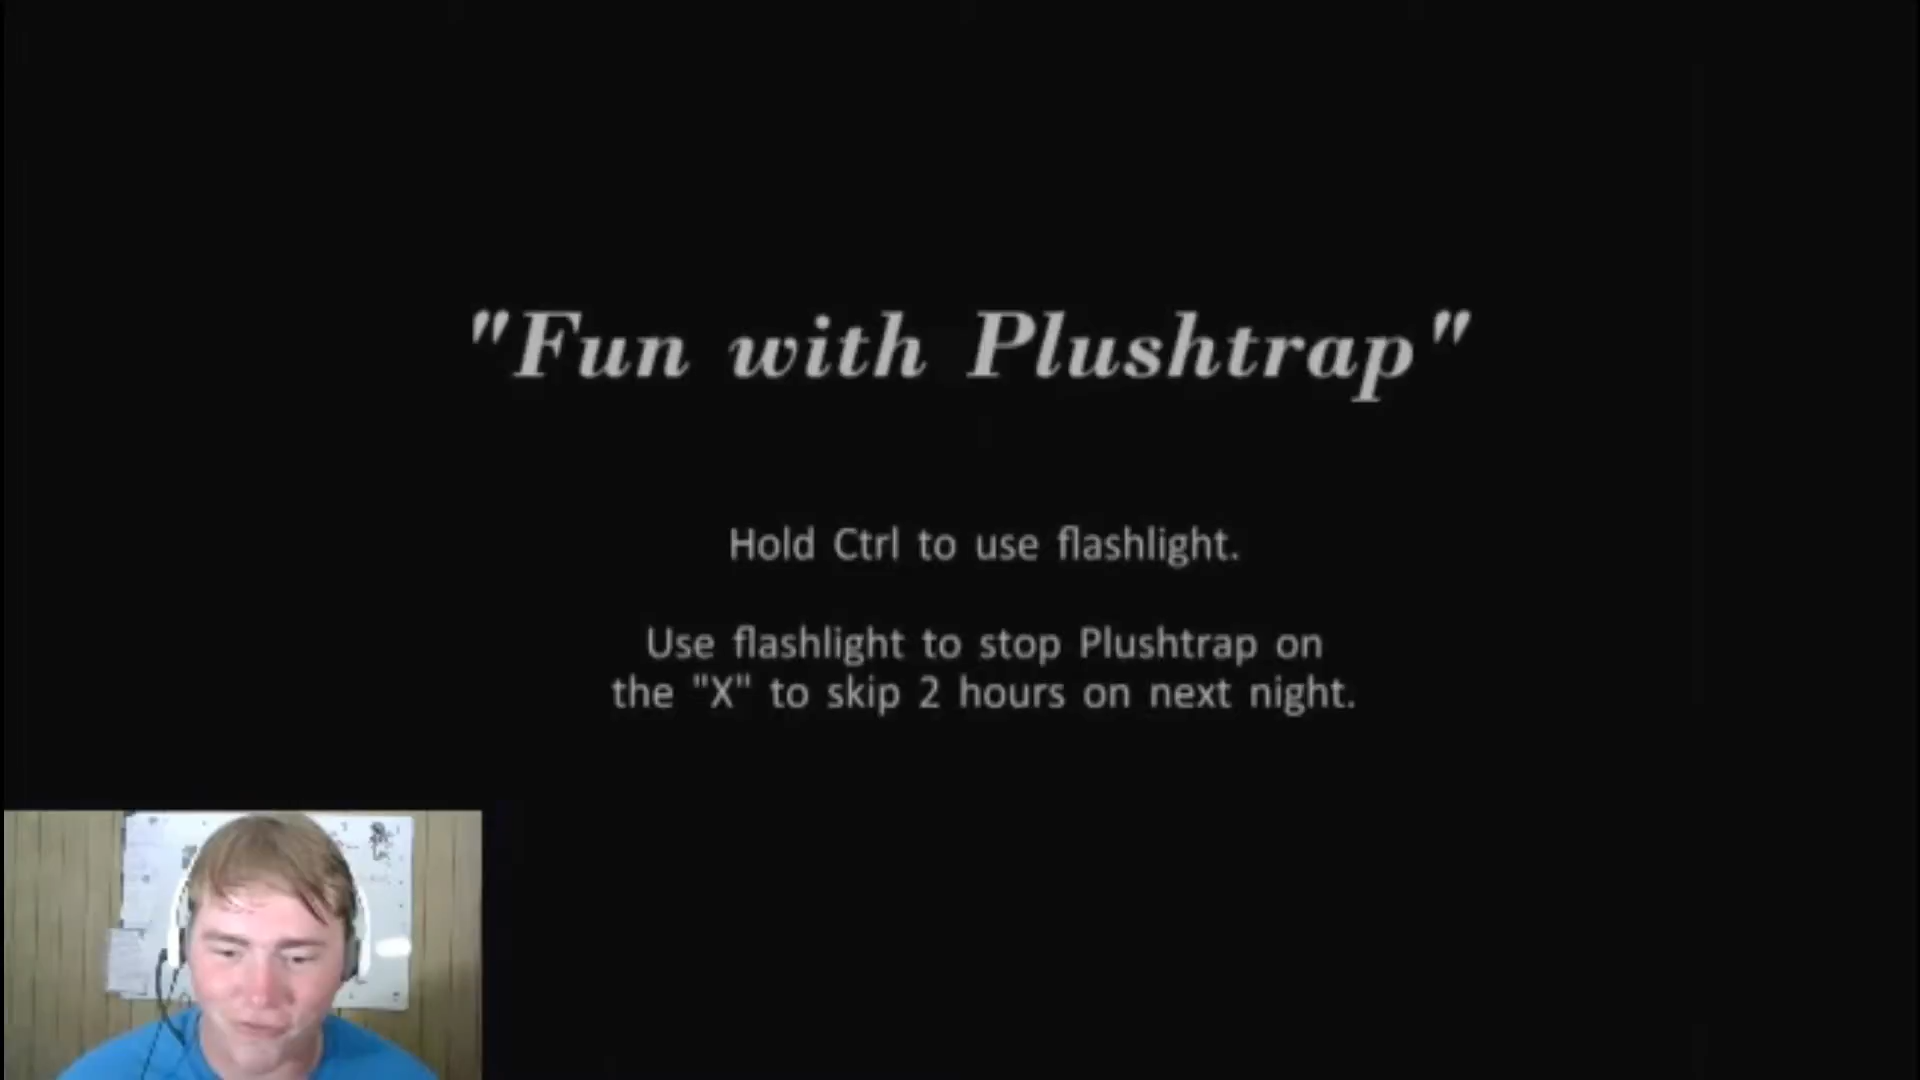 "Fun with Plushtrap"
Hold Ctrl to use flashlight.
Use flashlight to stop Plushtrap on
the "X" to skip 2 hours on next night.